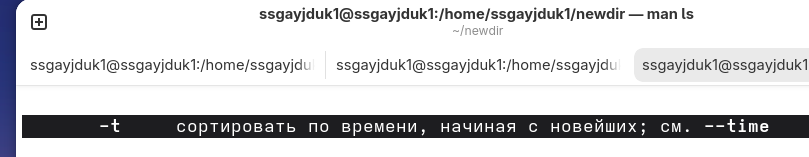 ssgayjduk1@ssgayjduk1:/home/ssgayjduk1/newdir — man ls
~/newdir
ssgayjduk1@ssgayjduk1:/home/ssgayjdu ssgayjduk1@ssgayjduk1:/home/ssgayjdu ssgayjduk1@ssgayjduk1
-t сортировать по времени, начиная с новейших; см. --time